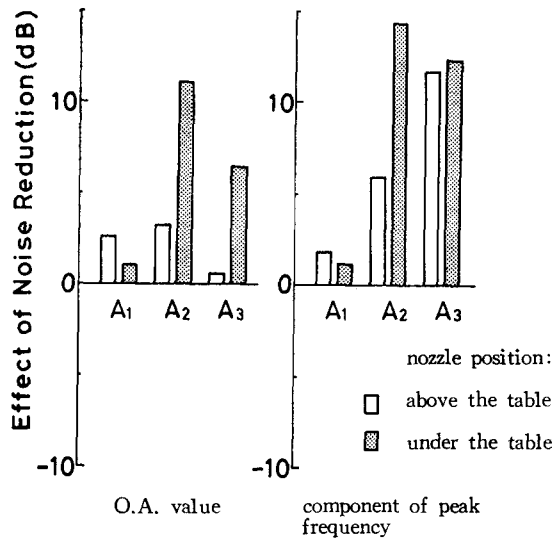 Effect of Noise Reduction(dB)
10
0
-10
A1 A2 A3
O.A. value
10
0
-10
A1 A2 A3
component of peak
frequency
nozzle position:
above the table
under the table